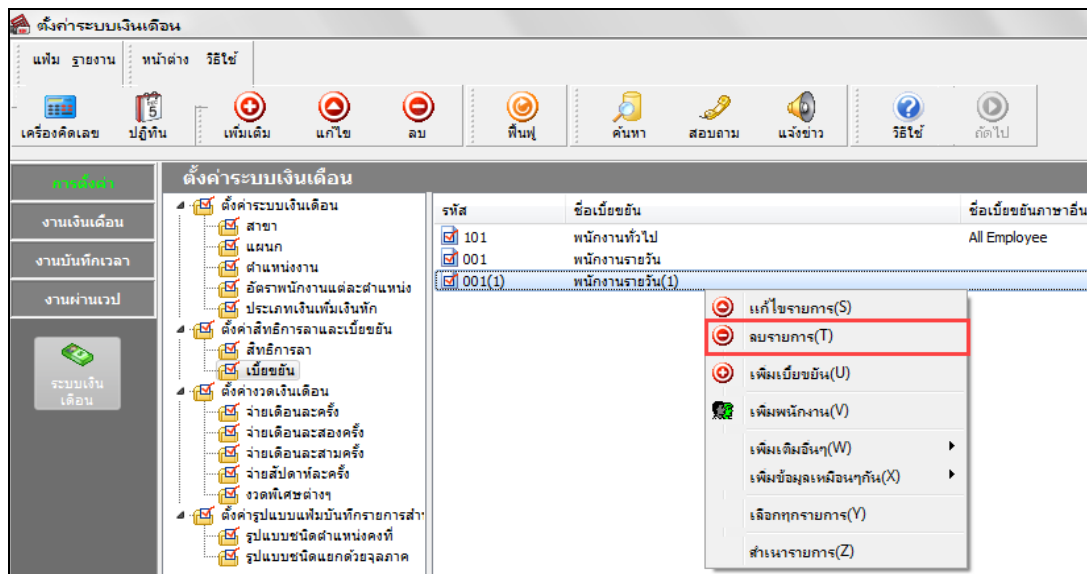 ตั้งค่าระบบเงินเดือน
แฟ้ม รายงาน หน้าต่าง วิธีใช้
5
เครื่องคิดเลข ปฏิทิน เพิ่มเติม แก้ไข ลบ ฟื้นฟู ค้นหา สอบถาม แจ้งข่าว วิธีใช้ ถัดไป
การตั้งค่า
งานเงินเดือน
งานบันทึกเวลา
งานผ่านเวป
ระบบเงิน
เดือน
ตั้งค่าระบบเงินเดือน
ตั้งค่าระบบเงินเดือน
สาขา
แผนก
ตำแหน่งงาน
อัตราพนักงานแต่ละตำแหน่ง
ประเภทเงินเพิ่มเงินหัก
ตั้งค่าสิทธิการลาและเบี้ยขยัน
สิทธิการลา
เบี้ยขยัน
ตั้งค่างวดเงินเดือน
จ่ายเดือนละครั้ง
จ่ายเดือนละสองครั้ง
จ่ายเดือนละสามครั้ง
จ่ายสัปดาห์ละครั้ง
งวดพิเศษต่างๆ
ตั้งค่ารูปแบบแฟ้มบันทึกรายการสำ
รูปแบบชนิดตำแหน่งคงที่
รูปแบบชนิดแยกด้วยจุลภาค
รหัส ชื่อเบี้ยขยัน ชื่อเบี้ยขยันภาษาอื่น
101 พนักงานทั่วไป All Employee
001 พนักงานรายวัน
001(1) พนักงานรายวัน(1)
แก้ไขรายการ(S)
ลบรายการ(T)
เพิ่มเบี้ยขยัน(U)
เพิ่มพนักงาน(V)
เพิ่มเติมอื่นๆ(W)
เพิ่มข้อมูลเหมือนๆกัน(X)
เลือกทุกรายการ(Y)
สำเนารายการ(Z)